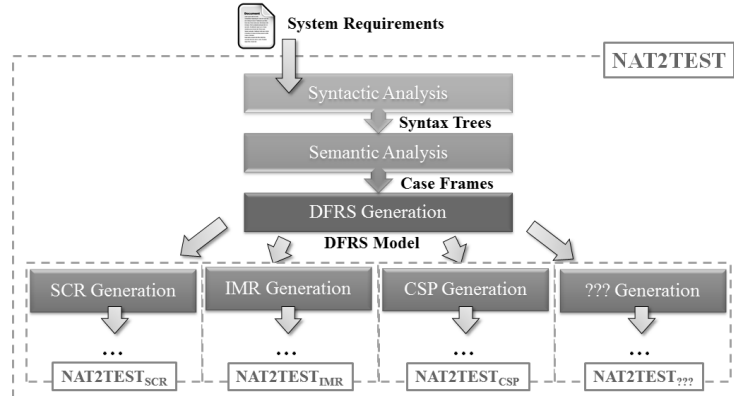 Document
System Requirements
NAT2TEST
Syntactic Analysis
Syntax Trees
Semantic Analysis
Case Frames
DFRS Generation
DFRS Model
SCR Generation
IMR Generation
CSP Generation
??? Generation
... ... ... ...
NAT2TEST_SCR
NAT2TEST_IMR
NAT2TEST_CSP
NAT2TEST_???